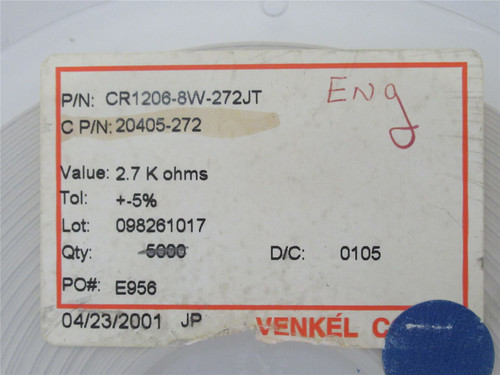 P/N: CR1206-8W-272JT
Eng
C P/N: 20405-272
Value: 2.7 K ohms
Tol: +-5%
Lot: 098261017
Qty: 5000 D/C: 0105
PO#: E956
04/23/2001 JP VENKÉL C